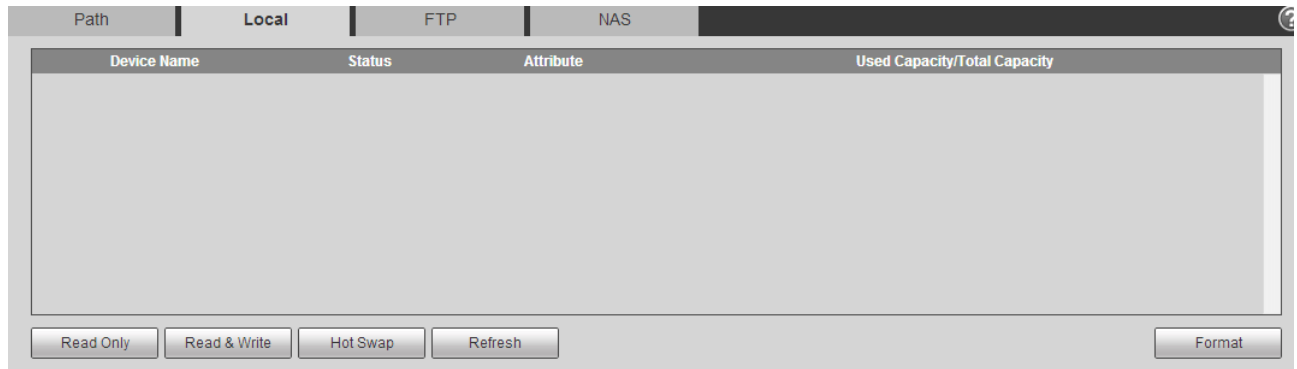 Path Local FTP NAS ?
Device Name Status Attribute Used Capacity/Total Capacity
Read Only Read & Write Hot Swap Refresh Format